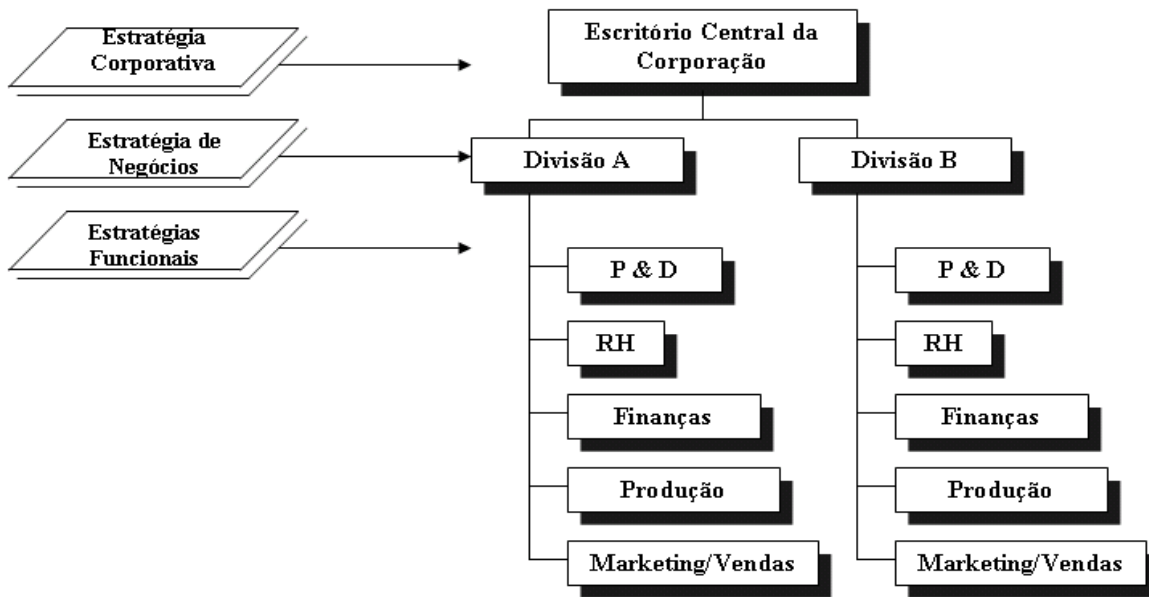 Estratégia
Corporativa
Escritório Central da
Corporação
Estratégia de
Negócios
Divisão A
Divisão B
Estratégias
Funcionais
P & D
P & D
RH
RH
Finanças
Finanças
Produção
Produção
Marketing/Vendas
Marketing/Vendas